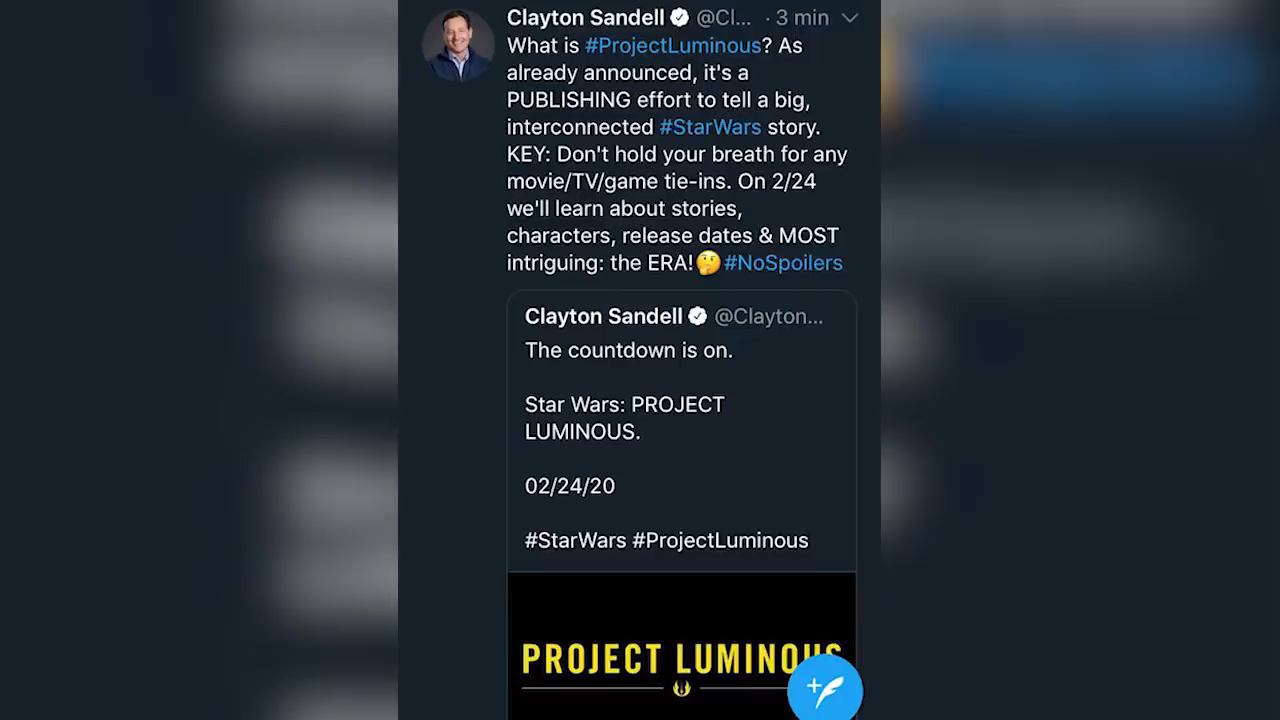 Clayton Sandell @Cl... · 3 min
What is #ProjectLuminous? As
already announced, it's a
PUBLISHING effort to tell a big,
interconnected #StarWars story.
KEY: Don't hold your breath for any
movie/TV/game tie-ins. On 2/24
we'll learn about stories,
characters, release dates & MOST
intriguing: the ERA!🤔#NoSpoilers
Clayton Sandell @Clayton...
The countdown is on.
Star Wars: PROJECT
LUMINOUS.
02/24/20
#StarWars #ProjectLuminous
PROJECT LUMINOUS